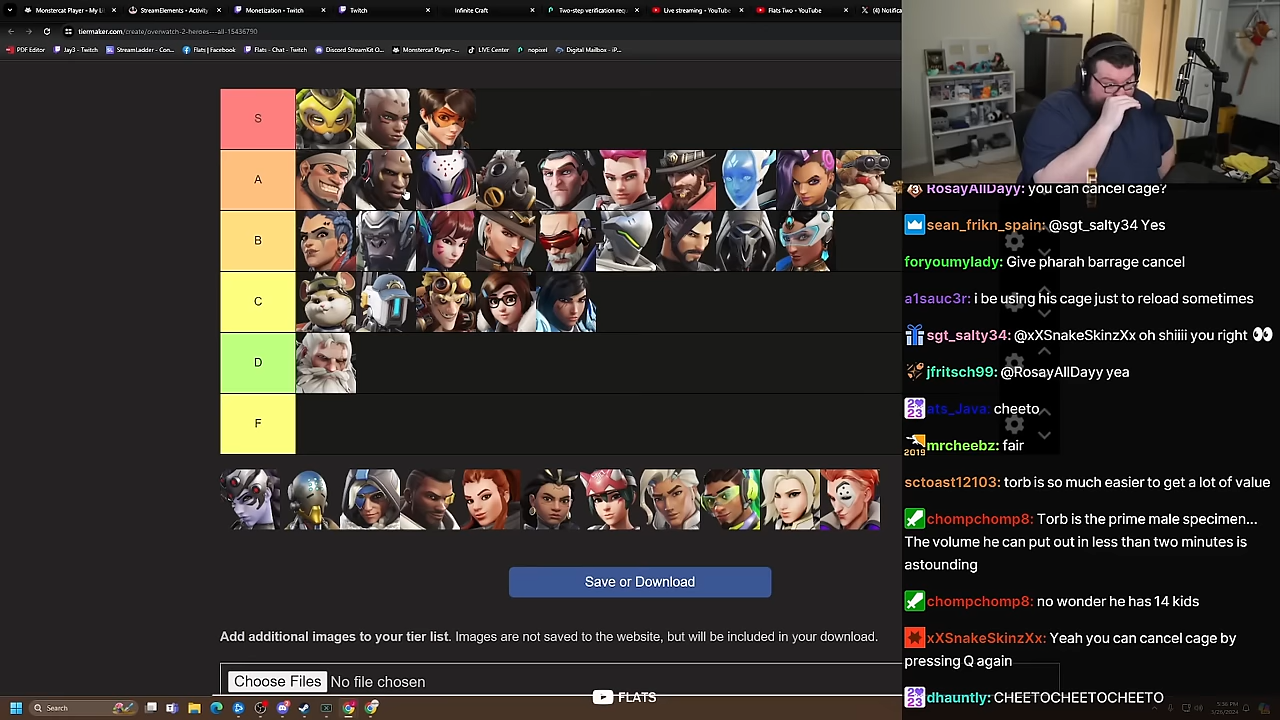 Monstercat Player - My Li
StreamElements - Activity
Monetization - Twitch
Twitch
Infinite Craft
Two-step verification req
Live streaming - YouTube
Flats Two - YouTube
(4) Notifica
tiermaker.com/create/overwatch-2-heroes---all-15436790
PDF Editor
Jay3 - Twitch
StreamLadder - Con...
Flats | Facebook
Flats - Chat - Twitch
Discord StreamKit O...
Monstercat Player -...
LIVE Center
nopixel
Digital Mailbox - iP...
S
A
B
C
D
F
Save or Download
Add additional images to your tier list. Images are not saved to the website, but will be included in your download.
Choose Files No file chosen
FLATS
Search
RosayAllDayy: you can cancel cage?
sean_frikn_spain: @sgt_salty34 Yes
foryoumylady: Give pharah barrage cancel
a1sauc3r: i be using his cage just to reload sometimes
sgt_salty34: @xXSnakeSkinzXx oh shiiii you right
jfritsch99: @RosayAllDayy yea
2023
ats_Java: cheeto
2019
mrcheebz: fair
sctoast12103: torb is so much easier to get a lot of value
chompchomp8: Torb is the prime male specimen...
The volume he can put out in less than two minutes is
astounding
chompchomp8: no wonder he has 14 kids
xXSnakeSkinzXx: Yeah you can cancel cage by
pressing Q again
2023
dhauntly: CHEETOCHEETOCHEETO
5:36 PM